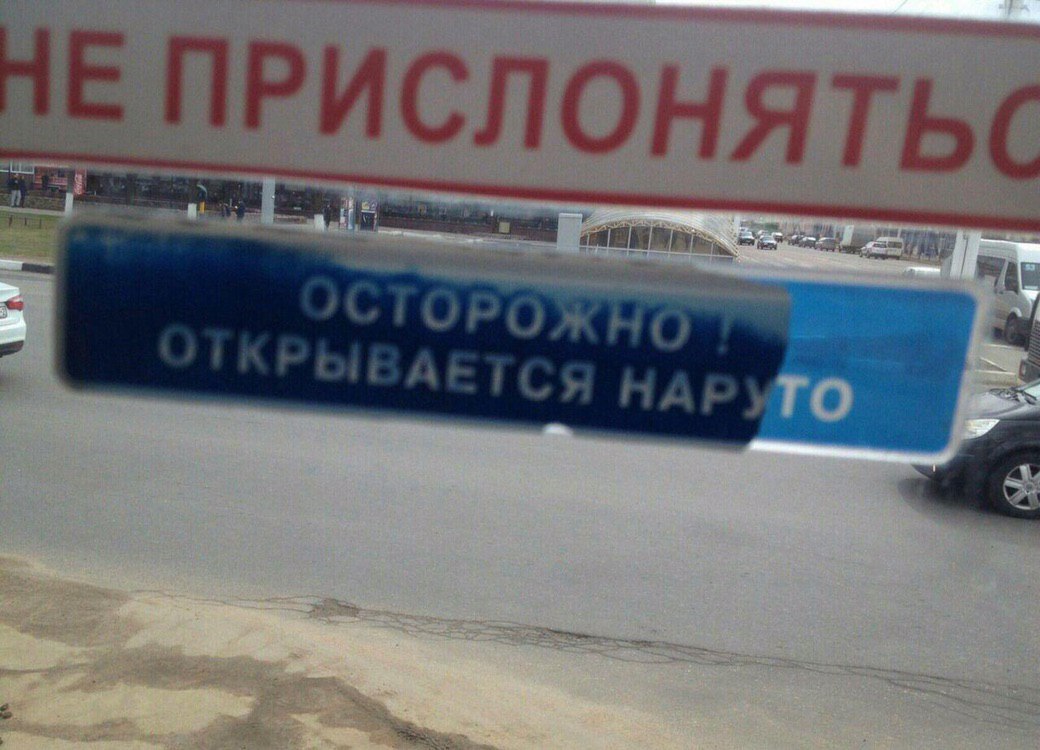 НЕ ПРИСЛОНЯТЬС
ОСТОРОЖНО !
ОТКРЫВАЕТСЯ НАРУТО